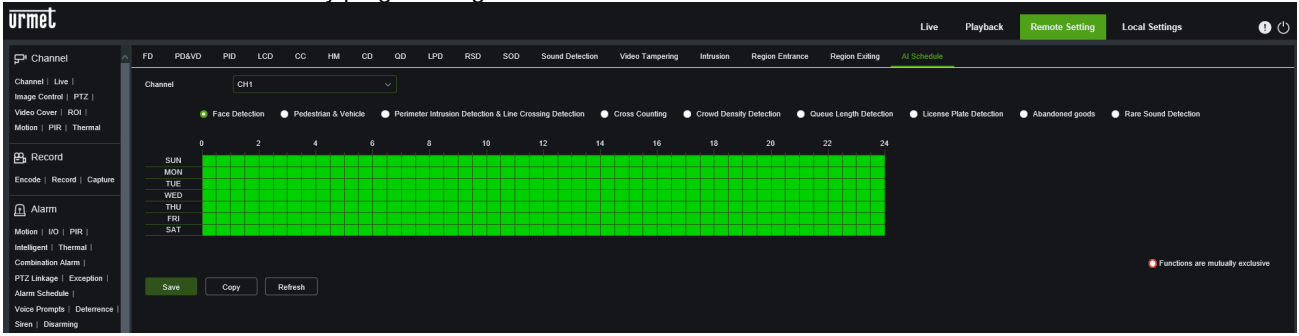 urmet
Live Playback Remote Setting Local Settings
Channel
Channel | Live |
Image Control | PTZ |
Video Cover | ROI |
Motion | PIR | Thermal
Record
Encode | Record | Capture
Alarm
Motion | I/O | PIR |
Intelligent | Thermal |
Combination Alarm |
PTZ Linkage | Exception |
Alarm Schedule |
Voice Prompts | Deterrence |
Siren | Disarming
FD PD&VD PID LCD CC HM CD QD LPD RSD SOD Sound Detection Video Tampering Intrusion Region Entrance Region Exiting AI Schedule
Channel CH1
Face Detection Pedestrian & Vehicle Perimeter Intrusion Detection & Line Crossing Detection Cross Counting Crowd Density Detection Queue Length Detection License Plate Detection Abandoned goods Rare Sound Detection
0 2 4 6 8 10 12 14 16 18 20 22 24
SUN
MON
TUE
WED
THU
FRI
SAT
Functions are mutually exclusive
Save Copy Refresh